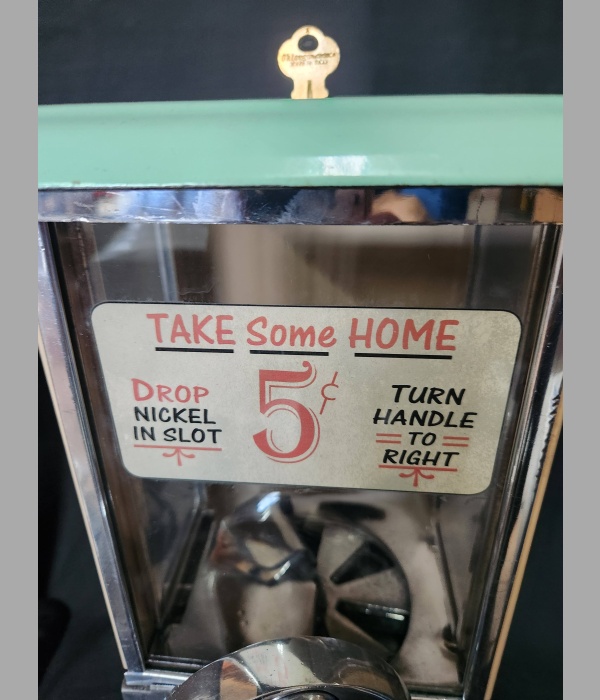 TAKE Some HOME
5¢
DROP
NICKEL
IN SLOT
TURN
HANDLE
TO
RIGHT